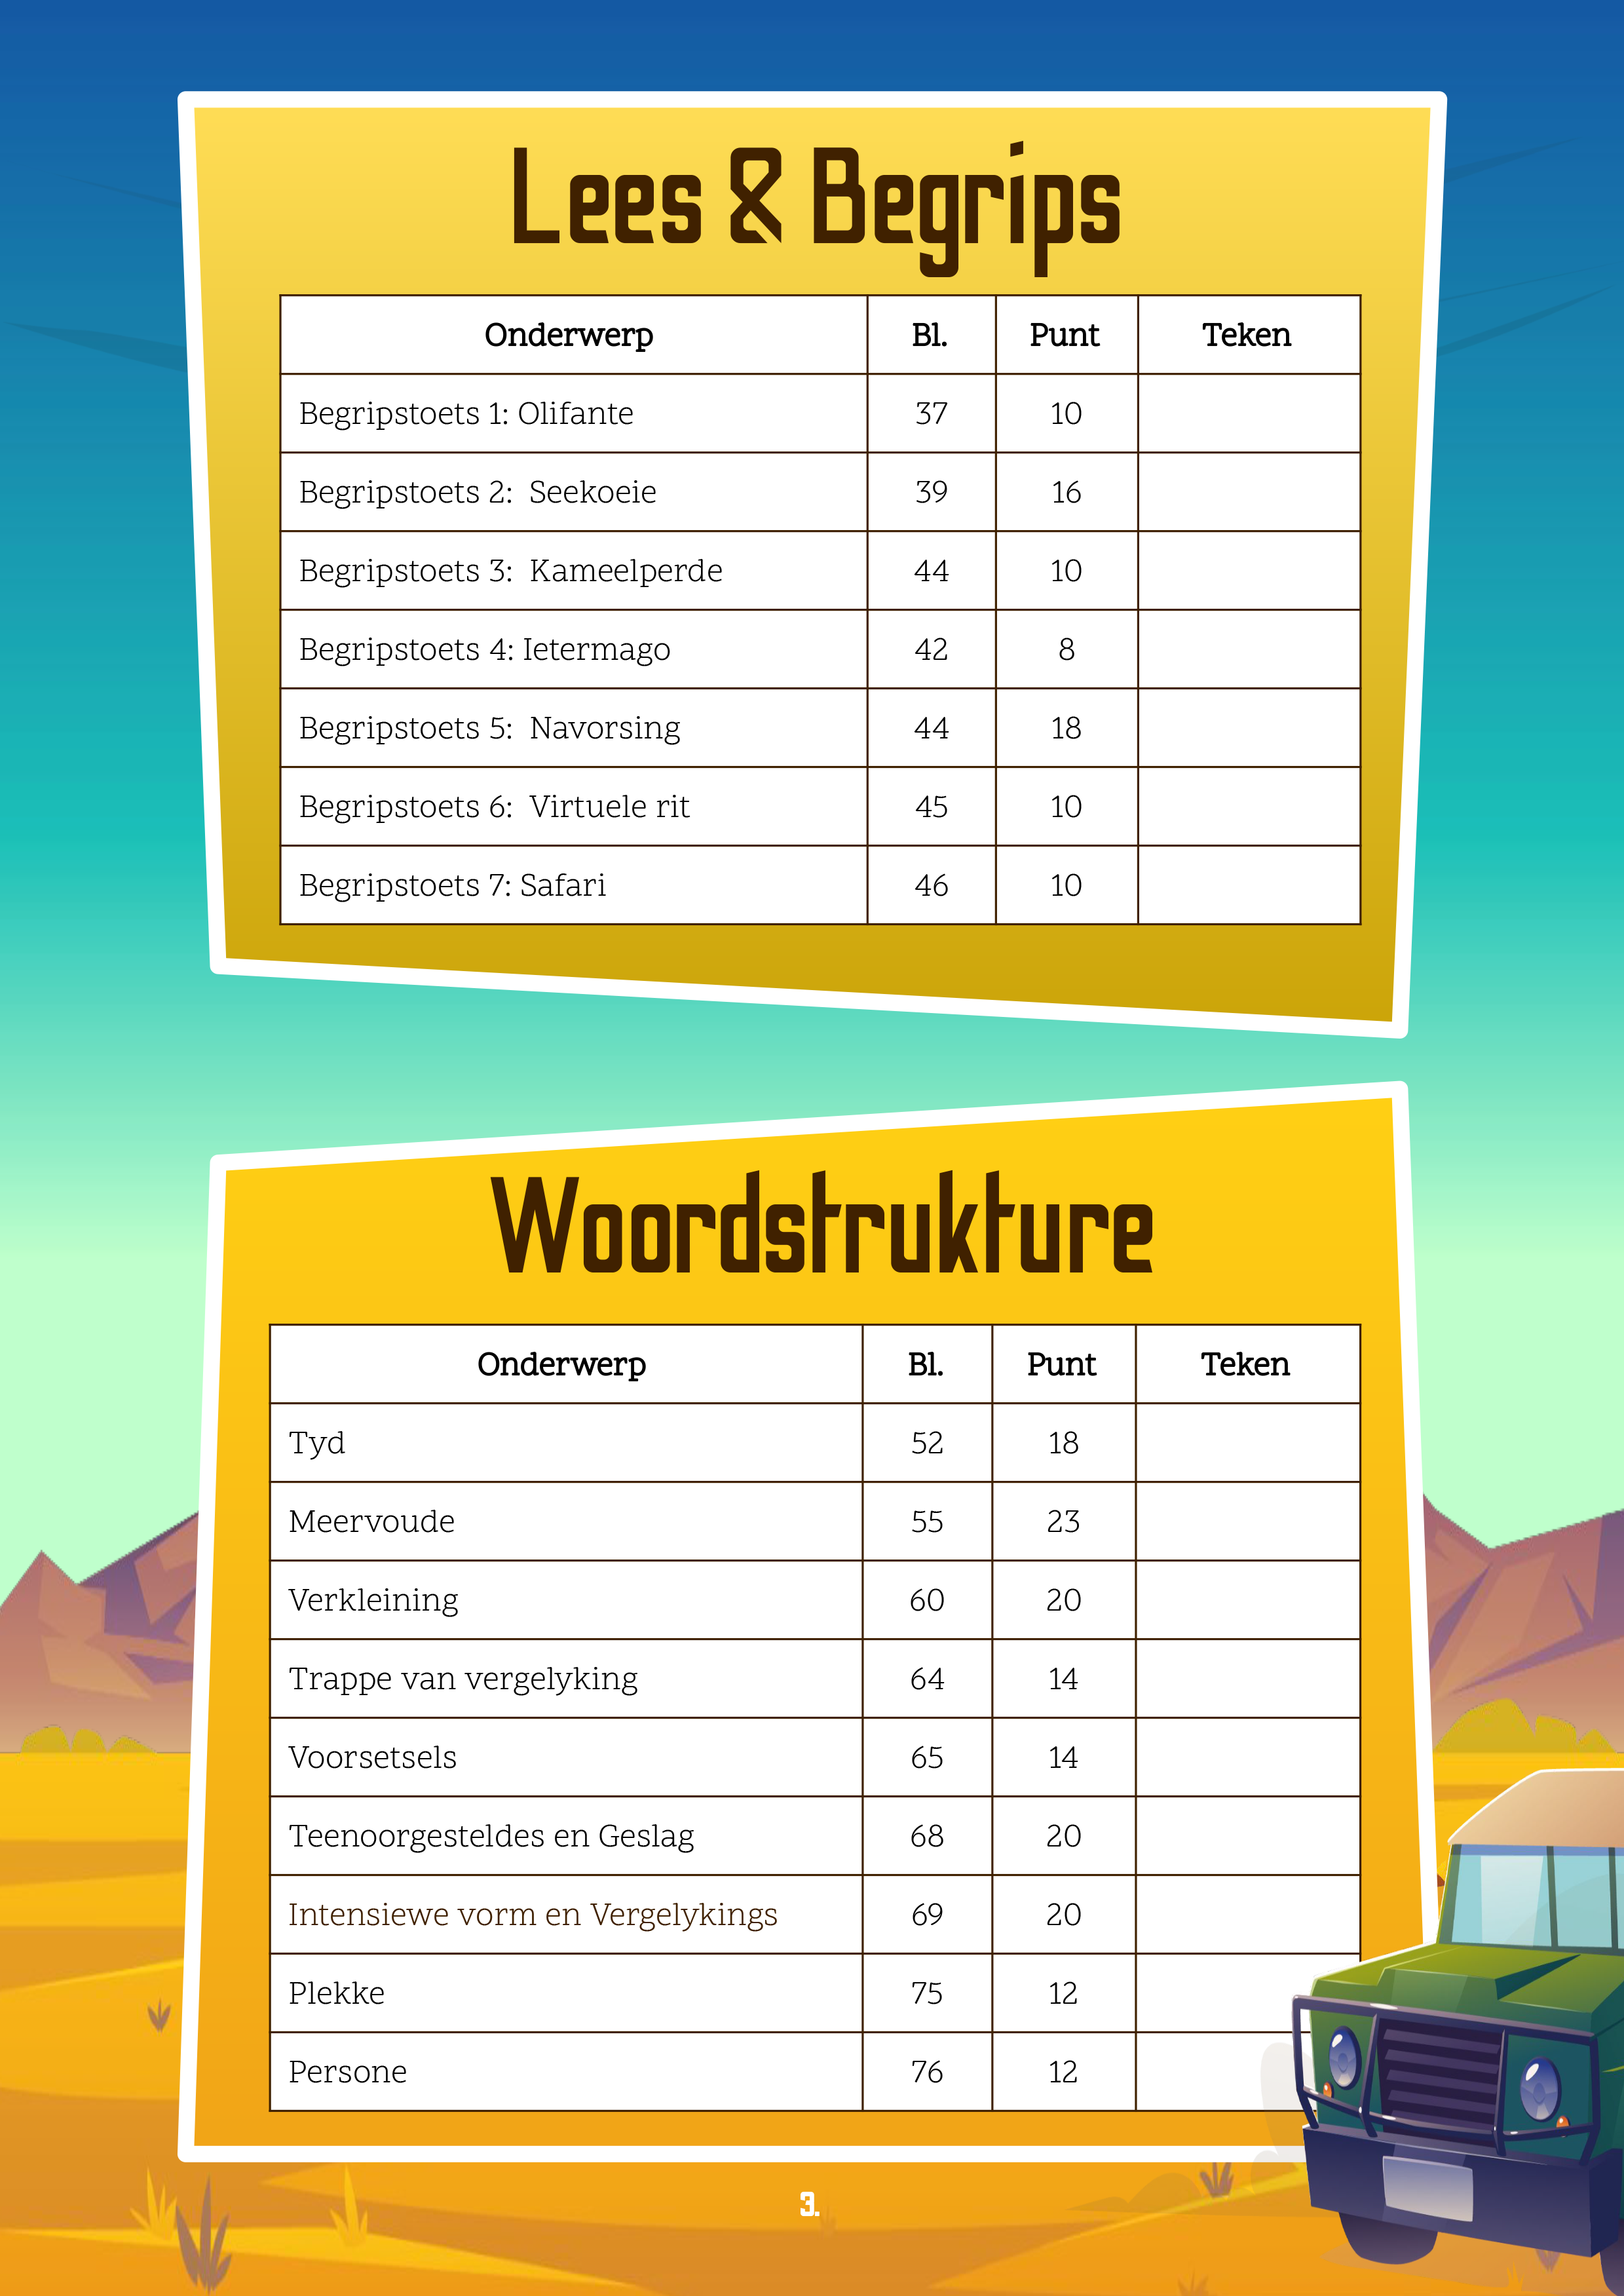 Lees & Begrips
Onderwerp Bl. Punt Teken
Begripstoets 1: Olifante 37 10
Begripstoets 2: Seekoeie 39 16
Begripstoets 3: Kameelperde 44 10
Begripstoets 4: Ietermago 42 8
Begripstoets 5: Navorsing 44 18
Begripstoets 6: Virtuele rit 45 10
Begripstoets 7: Safari 46 10
Woordstrukture
Onderwerp Bl. Punt Teken
Tyd 52 18
Meervoude 55 23
Verkleining 60 20
Trappe van vergelyking 64 14
Voorsetsels 65 14
Teenoorgesteldes en Geslag 68 20
Intensiewe vorm en Vergelykings 69 20
Plekke 75 12
Persone 76 12
3.